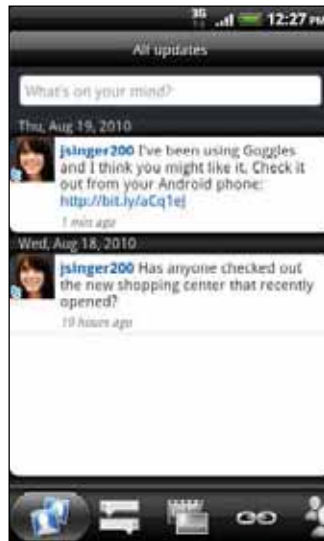 3G 12:27 PM
All updates
What's on your mind?
Thu, Aug 19, 2010
jsinger200 I've been using Goggles
and I think you might like it. Check it
out from your Android phone:
http://bit.ly/aCq1eJ
1 min ago
Wed, Aug 18, 2010
jsinger200 Has anyone checked out
the new shopping center that recently
opened?
19 hours ago